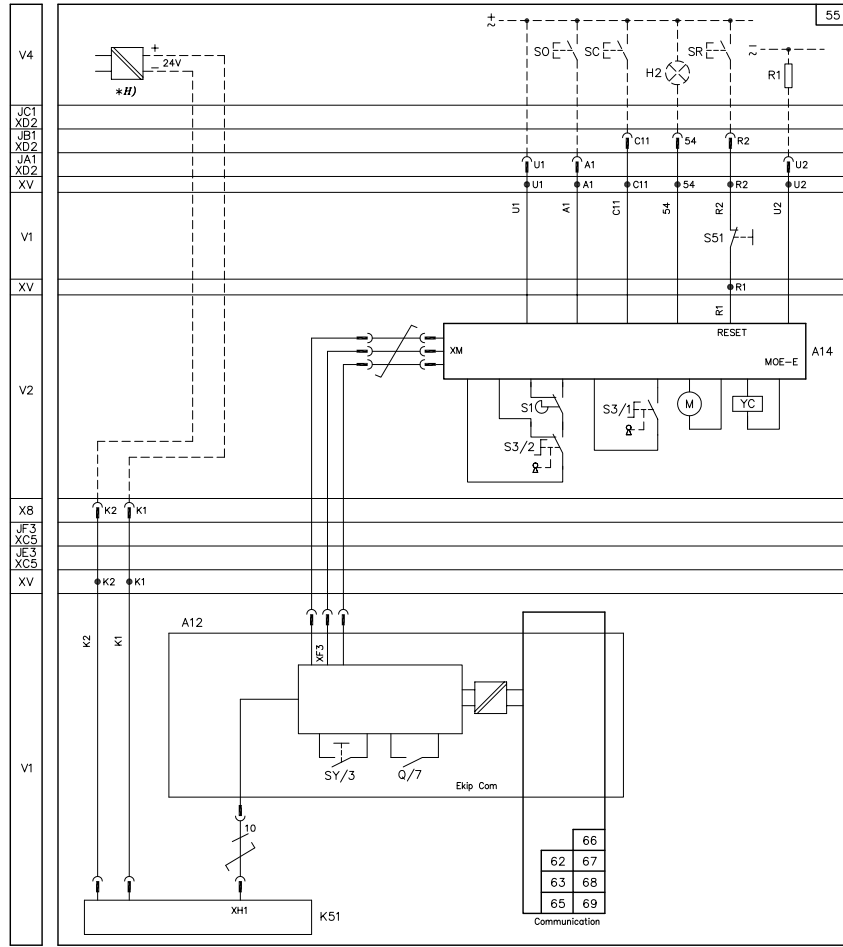 55
V4
+
−
24V
*H)
±
~
SO
SC
H2
SR
−
~
R1
JC1
XD2
JB1
XD2
C11
54
R2
JA1
XD2
U1
A1
U2
XV
U1
A1
C11
54
R2
U2
V1
U1
A1
C11
54
R2
U2
S51
XV
R1
V2
R1
RESET
XM
A14
MOE-E
S1
S3/1
M
YC
S3/2
X8
K2
K1
JF3
XC5
JE3
XC5
XV
K2
K1
V1
K2
K1
A12
XF3
SY/3
Q/7
Ekip Com
10
66
62 67
63 68
65 69
XH1
K51
Communication